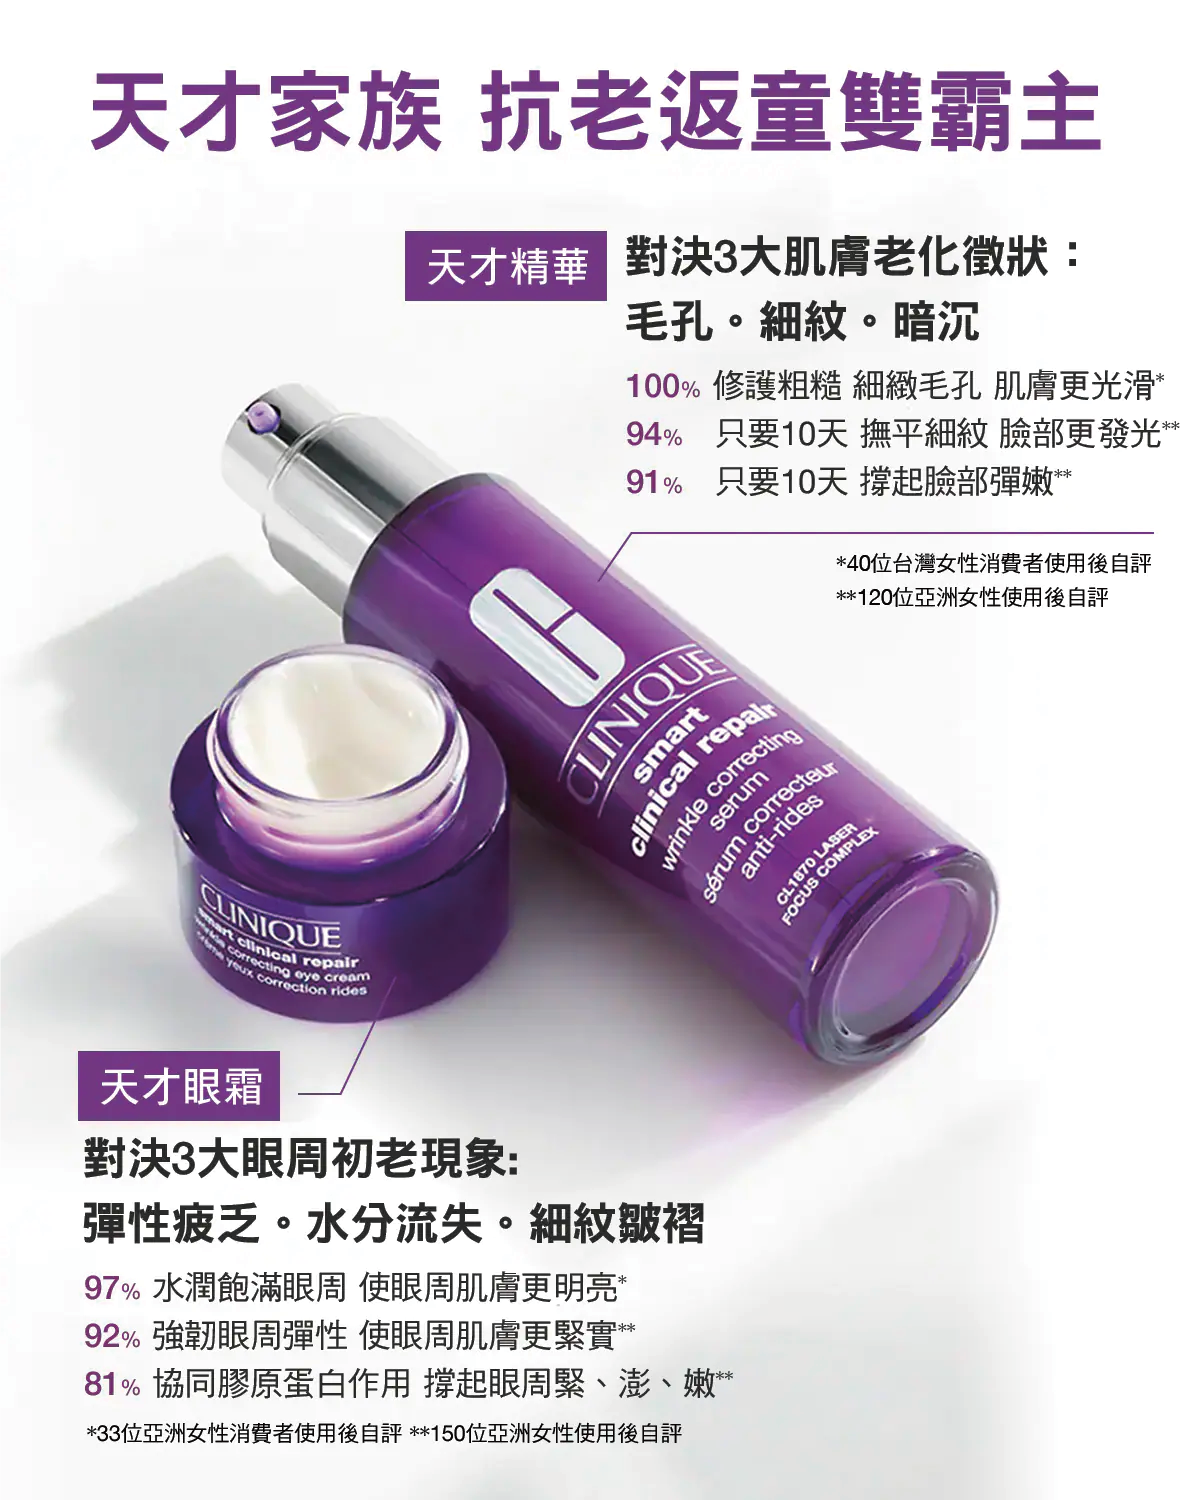 天才家族 抗老返童雙霸主
天才精華
對決3大肌膚老化徵狀：
毛孔。細紋。暗沉
100% 修護粗糙 細緻毛孔 肌膚更光滑*
94% 只要10天 撫平細紋 臉部更發光**
91% 只要10天 撐起臉部彈嫩**
*40位台灣女性消費者使用後自評
**120位亞洲女性使用後自評
CLINIQUE
smart
clinical repair
wrinkle correcting
serum
sérum correcteur
anti-rides
CL1870 LASER
FOCUS COMPLEX
CLINIQUE
smart clinical repair
wrinkle correcting eye cream
crème yeux correction rides
天才眼霜
對決3大眼周初老現象:
彈性疲乏。水分流失。細紋皺褶
97% 水潤飽滿眼周 使眼周肌膚更明亮*
92% 強韌眼周彈性 使眼周肌膚更緊實**
81% 協同膠原蛋白作用 撐起眼周緊、澎、嫩**
*33位亞洲女性消費者使用後自評 **150位亞洲女性使用後自評